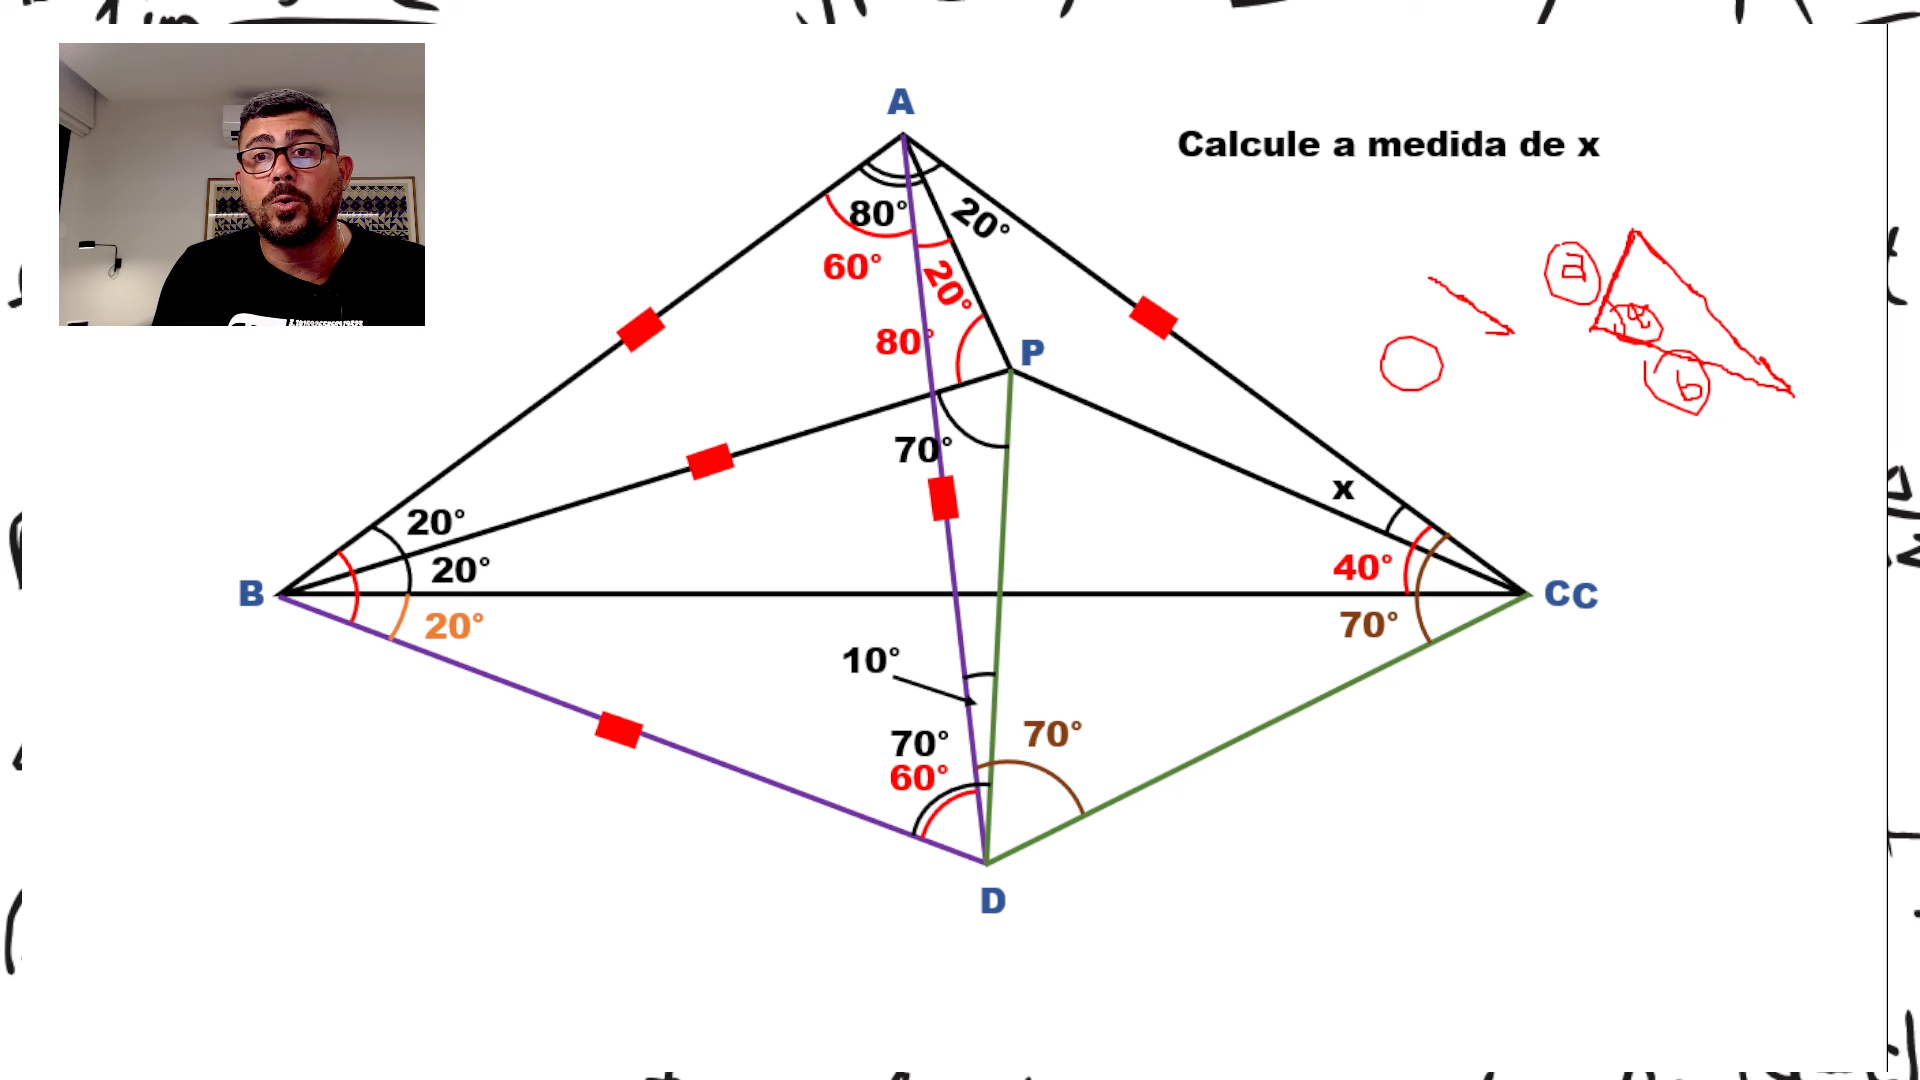 A
Calcule a medida de x
80°
20°
60°
20°
a
80°
P
α
b
70°
x
20°
20°
40°
B
CC
20°
70°
10°
70°
70°
60°
D